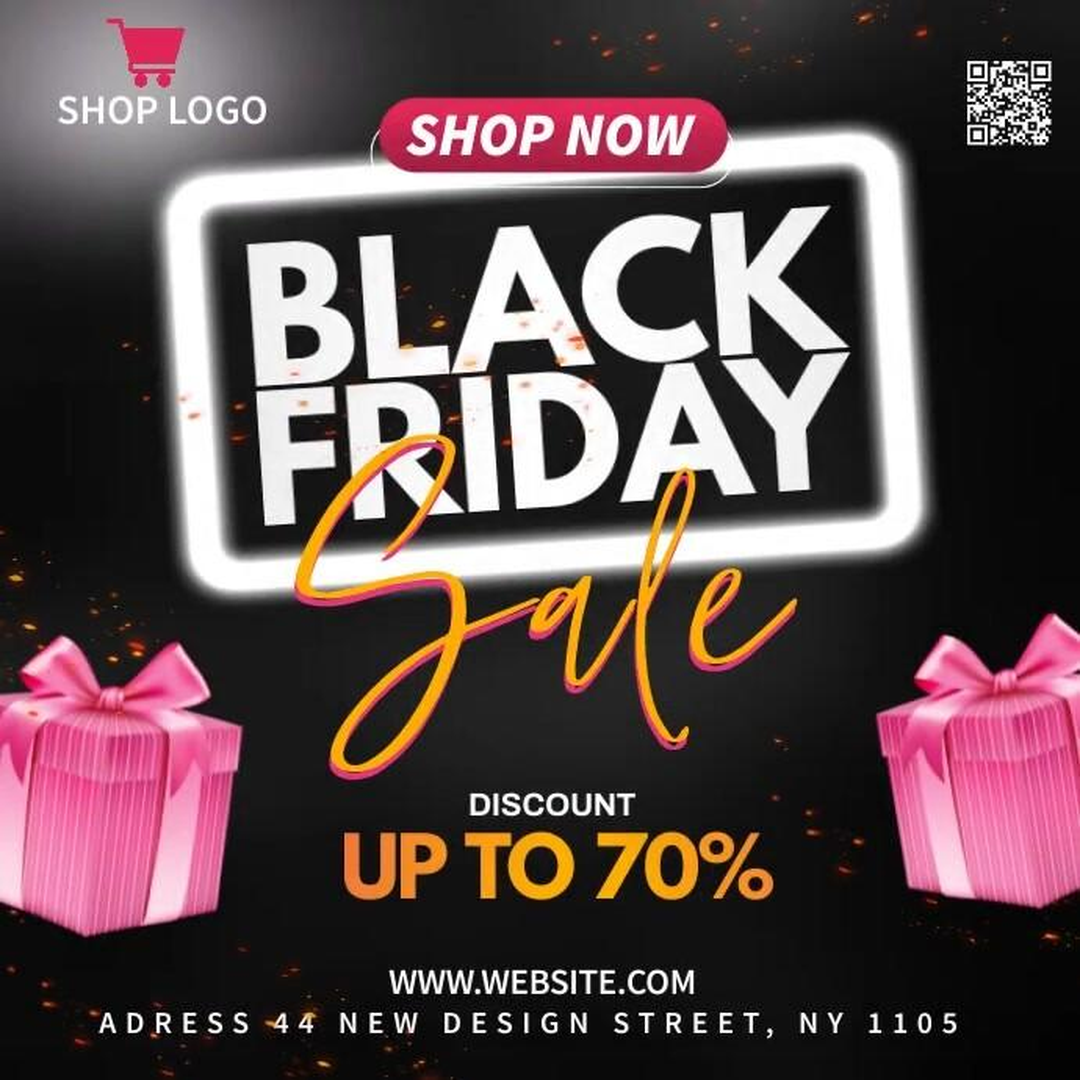 SHOP LOGO
SHOP NOW
BLACK
FRIDAY
Sale
DISCOUNT
UP TO 70%
WWW.WEBSITE.COM
ADRESS 44 NEW DESIGN STREET, NY 1105